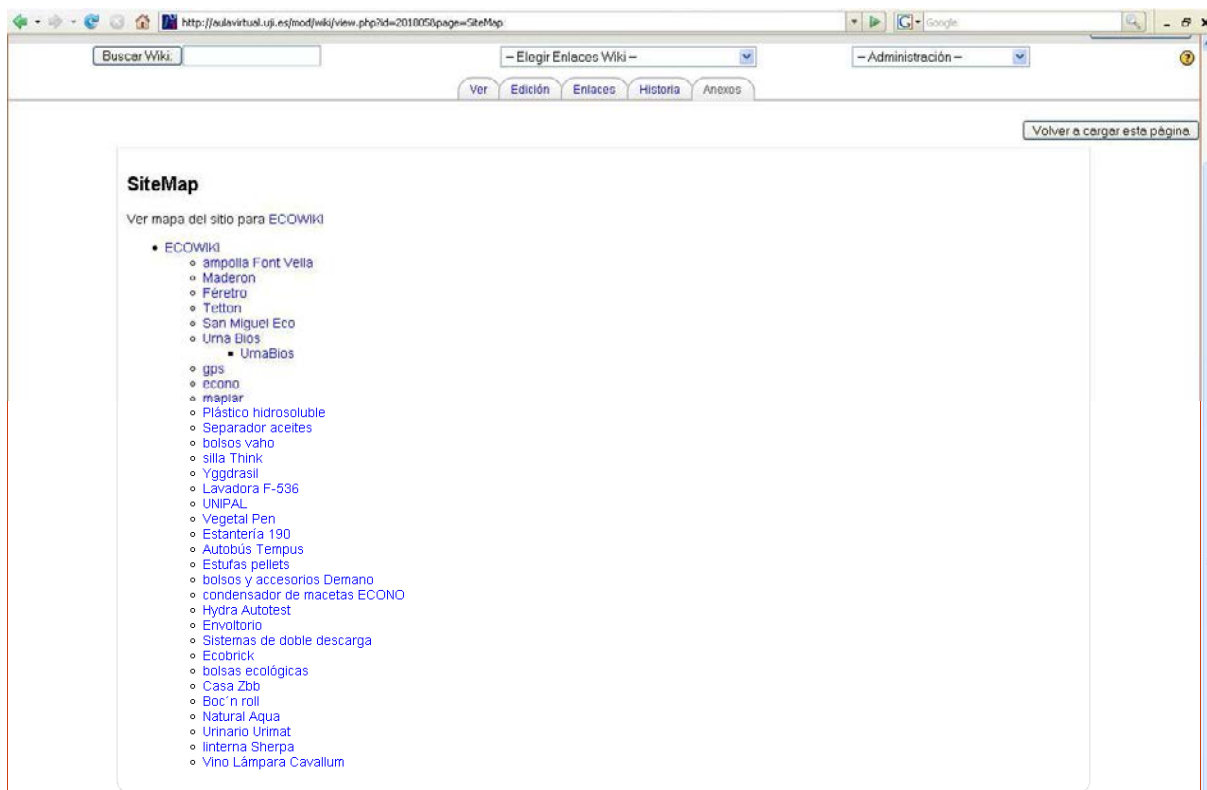 http://aulavirtual.uji.es/mod/wiki/view.php?id=201805&page=SiteMap
Google
Buscar Wiki:
-- Elegir Enlaces Wiki --
-- Administración --
Ver
Edición
Enlaces
Historia
Anexos
Volver a cargar esta página
SiteMap
Ver mapa del sitio para ECOWIKI
ECOWIKI
ampolla Font Vella
Maderon
Féretro
Tetton
San Miguel Eco
Urna Bios
UrnaBios
gps
econo
maplar
Plástico hidrosoluble
Separador aceites
bolsos vaho
silla Think
Yggdrasil
Lavadora F-536
UNIPAL
Vegetal Pen
Estantería 190
Autobús Tempus
Estufas pellets
bolsos y accesorios Demano
condensador de macetas ECONO
Hydra Autotest
Envoltorio
Sistemas de doble descarga
Ecobrick
bolsas ecológicas
Casa Zbb
Boc´n roll
Natural Aqua
Urinario Urimat
linterna Sherpa
Vino Lámpara Cavallum